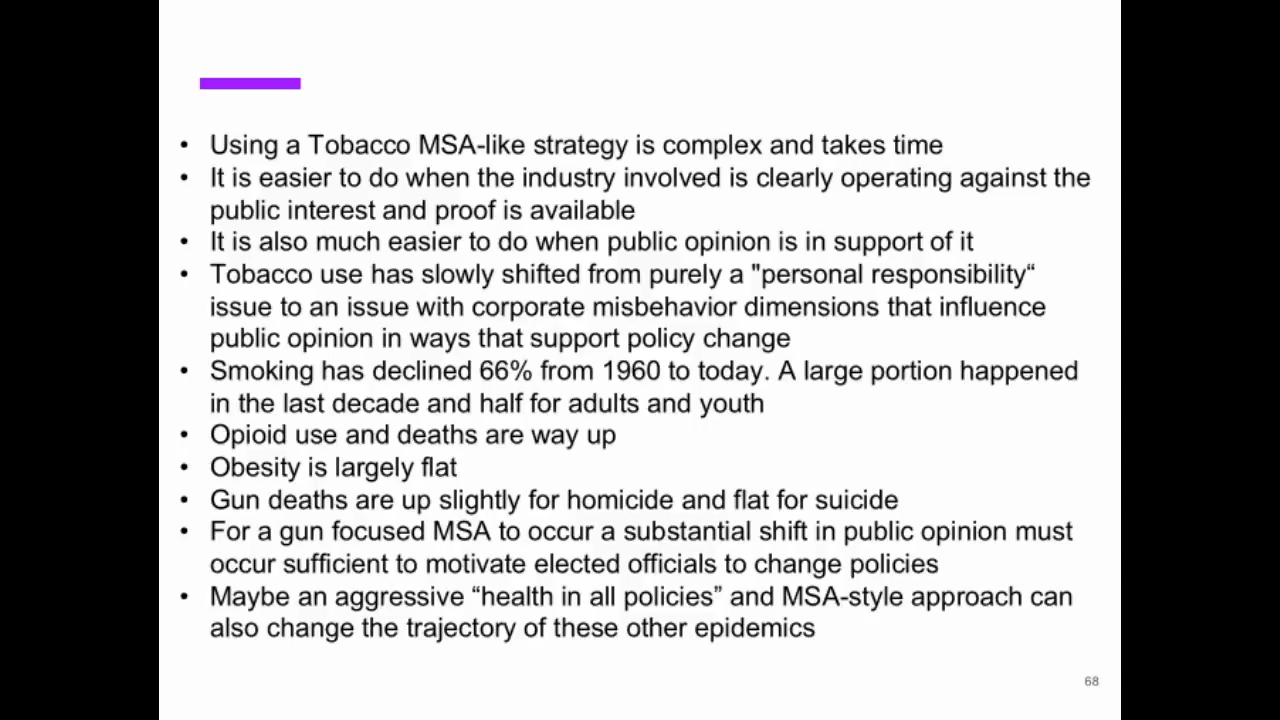 • Using a Tobacco MSA-like strategy is complex and takes time
• It is easier to do when the industry involved is clearly operating against the
public interest and proof is available
• It is also much easier to do when public opinion is in support of it
• Tobacco use has slowly shifted from purely a "personal responsibility“
issue to an issue with corporate misbehavior dimensions that influence
public opinion in ways that support policy change
• Smoking has declined 66% from 1960 to today. A large portion happened
in the last decade and half for adults and youth
• Opioid use and deaths are way up
• Obesity is largely flat
• Gun deaths are up slightly for homicide and flat for suicide
• For a gun focused MSA to occur a substantial shift in public opinion must
occur sufficient to motivate elected officials to change policies
• Maybe an aggressive “health in all policies” and MSA-style approach can
also change the trajectory of these other epidemics
68